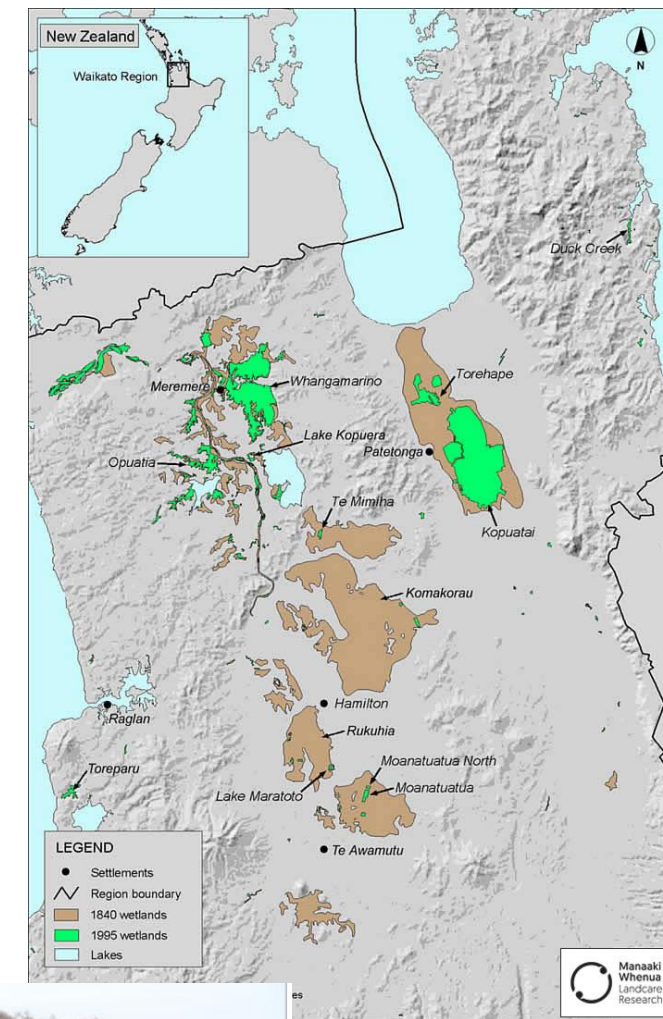 New Zealand
Waikato Region
N
Duck Creek
Meremere
Whangamarino
Torehape
Lake Kopuera
Patetonga
Opuatia
Te Mimiha
Kopuatai
Komakorau
Hamilton
Raglan
Rukuhia
Moanatuatua North
Toreparu
Lake Maratoto
Moanatuatua
LEGEND
Settlements
Te Awamutu
Region boundary
1840 wetlands
1995 wetlands
Lakes
es
Manaaki
Whenua
Landcare
Research